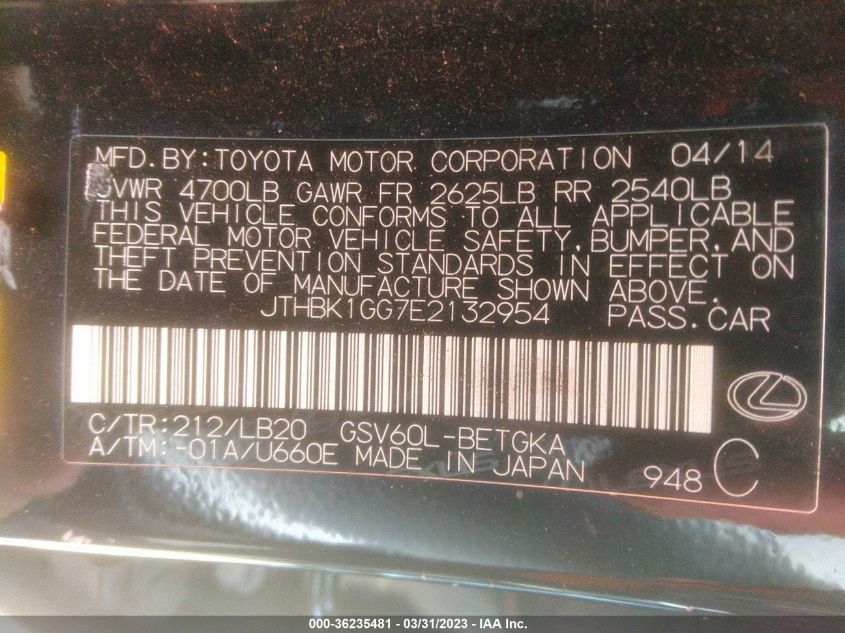 MFD.BY:TOYOTA MOTOR CORPORATION 04/14
GVWR 4700LB GAWR FR 2625LB RR 2540LB
THIS VEHICLE CONFORMS TO ALL APPLICABLE
FEDERAL MOTOR VEHICLE SAFETY,BUMPER,AND
THEFT PREVENTION STANDARDS IN EFFECT ON
THE DATE OF MANUFACTURE SHOWN ABOVE.
JTHBK1GG7E2132954 PASS.CAR
C/TR:212/LB20 GSV60L-BETGKA
A/TM:-01A/U660E MADE IN JAPAN 948 C
000-36235481 - 03/31/2023 - IAA Inc.